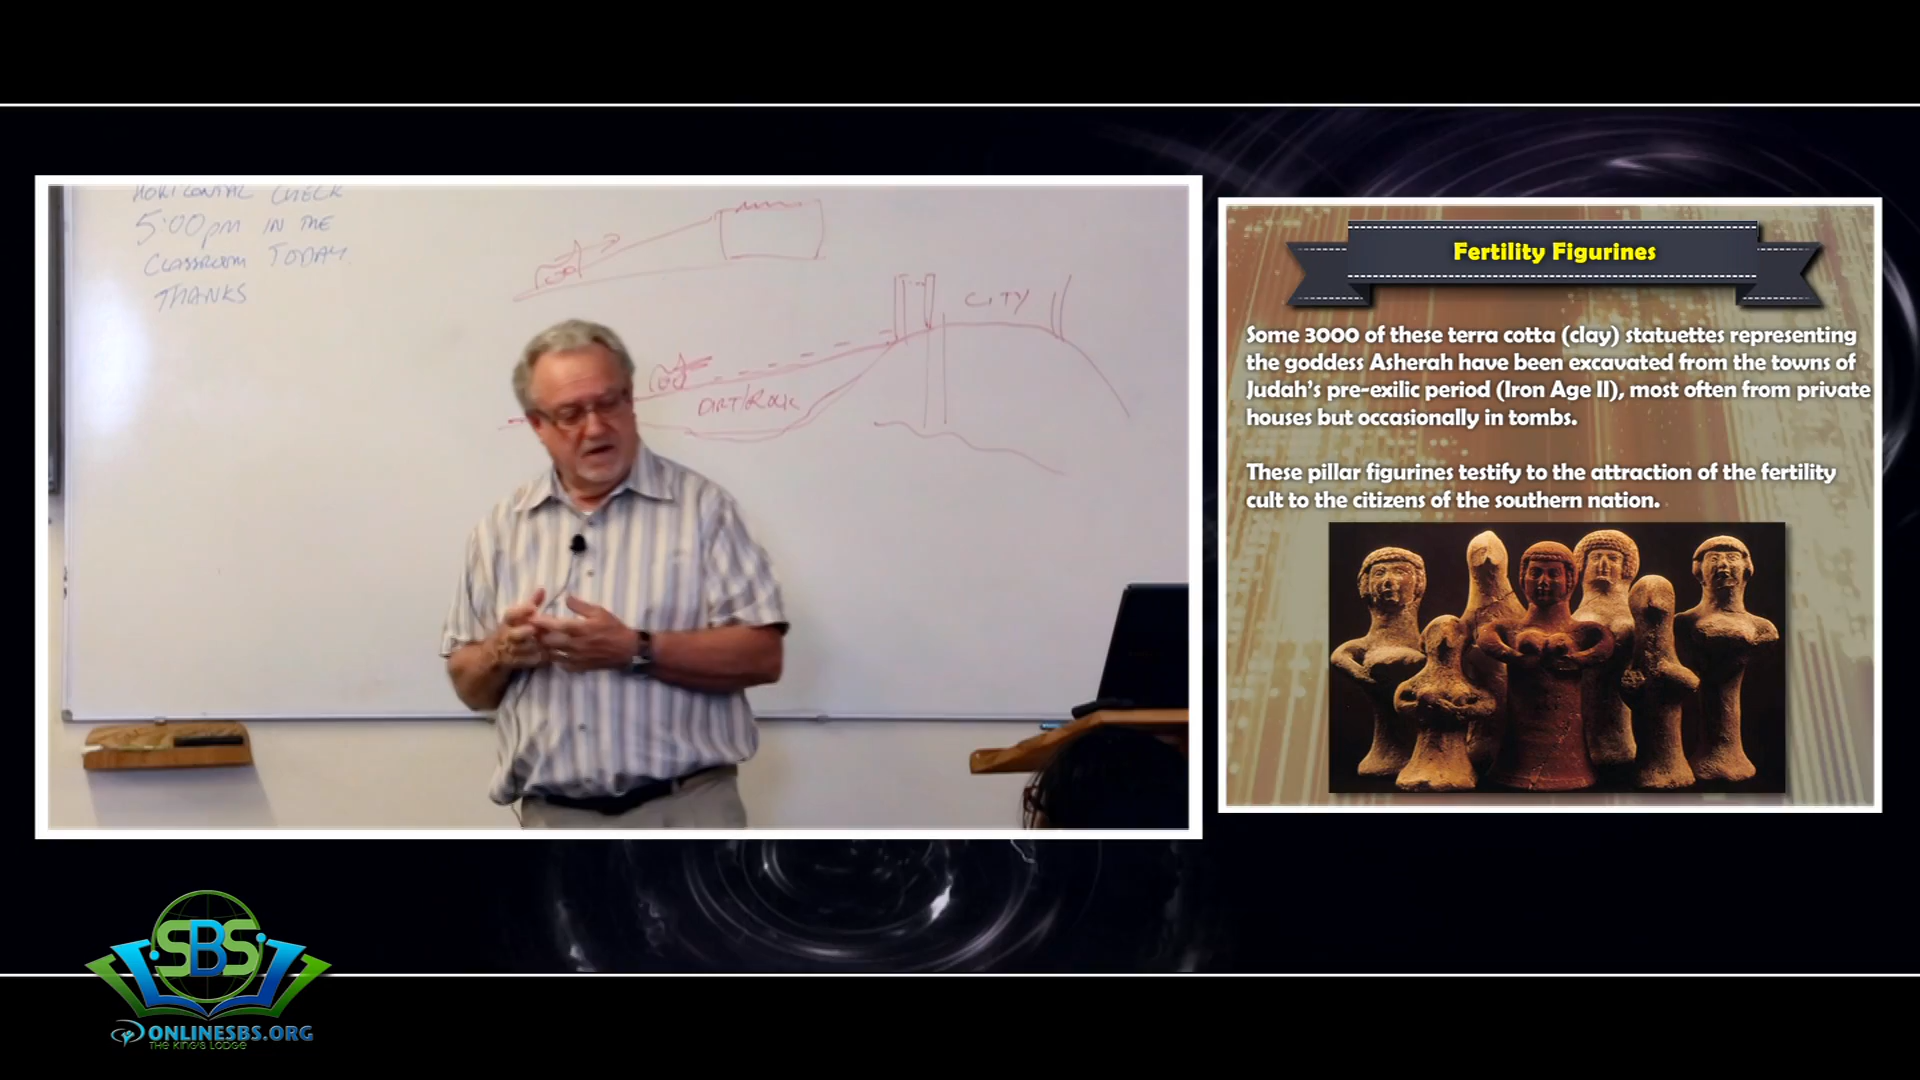 HORIZONTAL CHECK
5:00pm IN THE
CLASSROOM TODAY
THANKS
CITY
DIRT/ROCK
Fertility Figurines
Some 3000 of these terra cotta (clay) statuettes representing
the goddess Asherah have been excavated from the towns of
Judah's pre-exilic period (Iron Age II), most often from private
houses but occasionally in tombs.
These pillar figurines testify to the attraction of the fertility
cult to the citizens of the southern nation.
SBS
ONLINESBS.ORG
THE KING'S LODGE